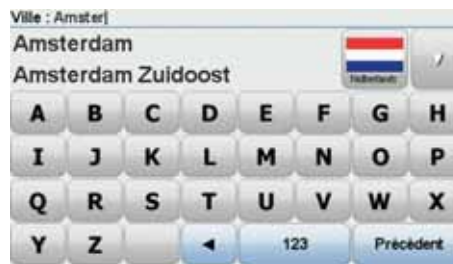 Ville : Amster
Amsterdam
Amsterdam Zuidoost
A B C D E F G H
I J K L M N O P
Q R S T U V W X
Y Z 123 Précédent